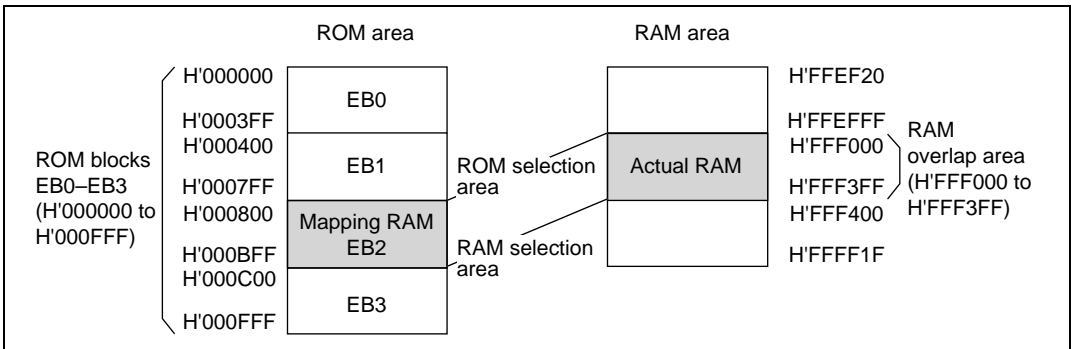 ROM area
RAM area
ROM blocks
EB0–EB3
(H'000000 to
H'000FFF)
H'000000
H'0003FF
H'000400
H'0007FF
H'000800
H'000BFF
H'000C00
H'000FFF
EB0
EB1
Mapping RAM
EB2
EB3
ROM selection
area
RAM selection
area
Actual RAM
H'FFEF20
H'FFEFFF
H'FFF000
H'FFF3FF
H'FFF400
H'FFFF1F
RAM
overlap area
(H'FFF000 to
H'FFF3FF)